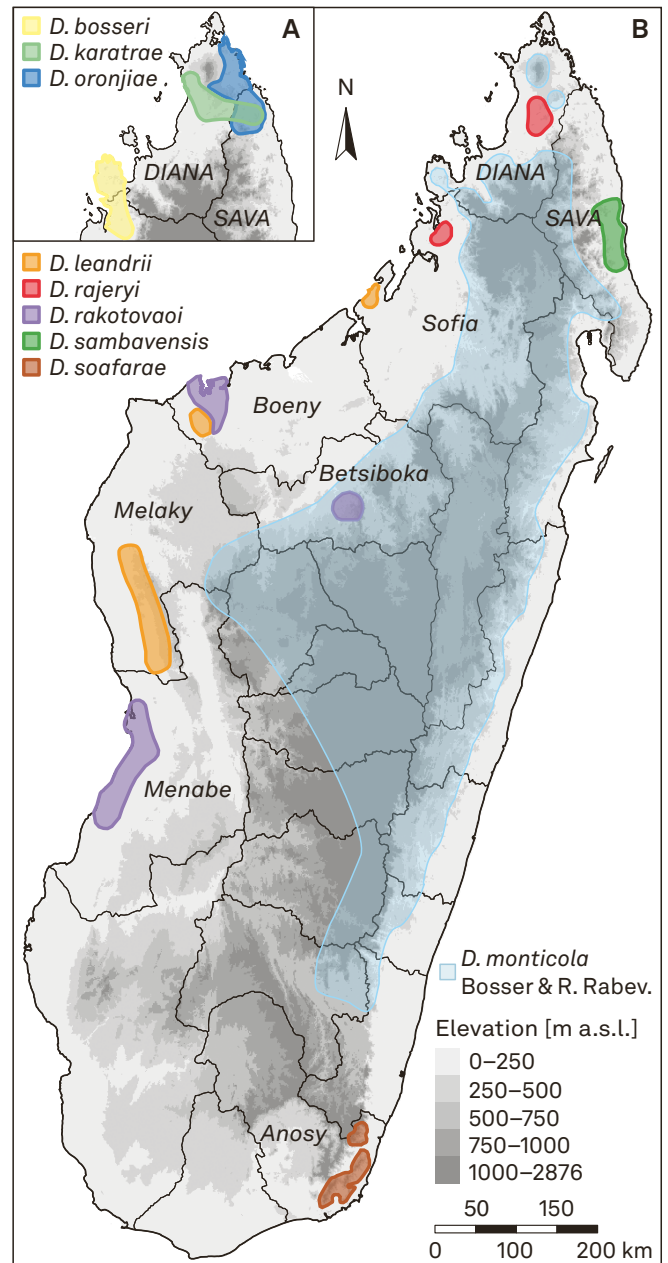 A
D. bosseri
D. karatrae
D. oronjiae
DIANA
SAVA
B
N
DIANA
SAVA
D. leandrii
D. rajeryi
D. rakotovaoi
D. sambavensis
D. soafarae
Sofia
Boeny
Betsiboka
Melaky
Menabe
Anosy
D. monticola
Bosser & R. Rabev.
Elevation [m a.s.l.]
0–250
250–500
500–750
750–1000
1000–2876
50 150
0 100 200 km